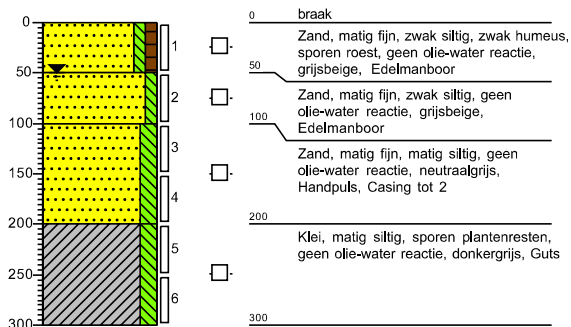 0
50
100
150
200
250
300
1
2
3
4
5
6
0 braak
Zand, matig fijn, zwak siltig, zwak humeus,
sporen roest, geen olie-water reactie,
grijsbeige, Edelmanboor
50
Zand, matig fijn, zwak siltig, geen
olie-water reactie, grijsbeige,
Edelmanboor
100
Zand, matig fijn, matig siltig, geen
olie-water reactie, neutraalgrijs,
Handpuls, Casing tot 2
200
Klei, matig siltig, sporen plantenresten,
geen olie-water reactie, donkergrijs, Guts
300